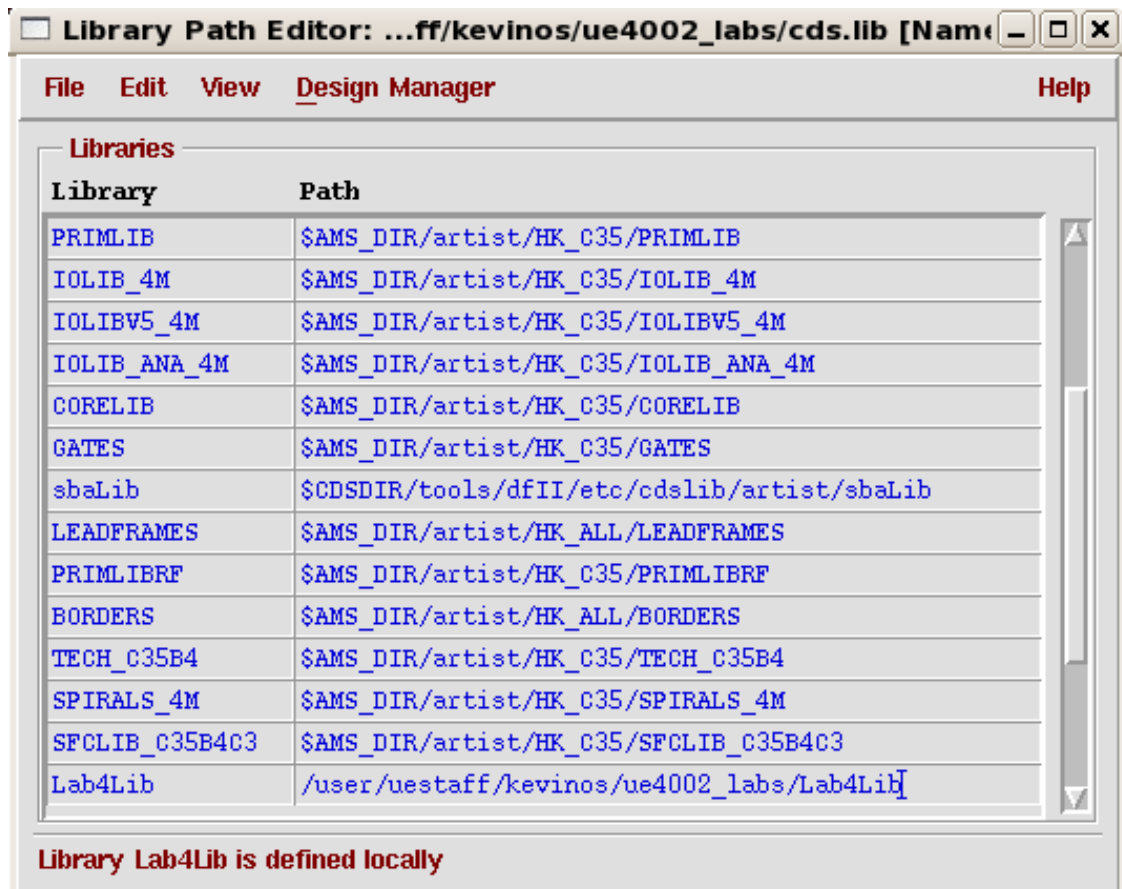 Library Path Editor: ...ff/kevinos/ue4002_labs/cds.lib [Name
File Edit View Design Manager Help
Libraries
Library Path
PRIMLIB $AMS_DIR/artist/HK_C35/PRIMLIB
IOLIB_4M $AMS_DIR/artist/HK_C35/IOLIB_4M
IOLIBV5_4M $AMS_DIR/artist/HK_C35/IOLIBV5_4M
IOLIB_ANA_4M $AMS_DIR/artist/HK_C35/IOLIB_ANA_4M
CORELIB $AMS_DIR/artist/HK_C35/CORELIB
GATES $AMS_DIR/artist/HK_C35/GATES
sbaLib $CDSDIR/tools/dfII/etc/cdslib/artist/sbaLib
LEADFRAMES $AMS_DIR/artist/HK_ALL/LEADFRAMES
PRIMLIBRF $AMS_DIR/artist/HK_C35/PRIMLIBRF
BORDERS $AMS_DIR/artist/HK_ALL/BORDERS
TECH_C35B4 $AMS_DIR/artist/HK_C35/TECH_C35B4
SPIRALS_4M $AMS_DIR/artist/HK_C35/SPIRALS_4M
SFCLIB_C35B4C3 $AMS_DIR/artist/HK_C35/SFCLIB_C35B4C3
Lab4Lib /user/uestaff/kevinos/ue4002_labs/Lab4Lib
Library Lab4Lib is defined locally